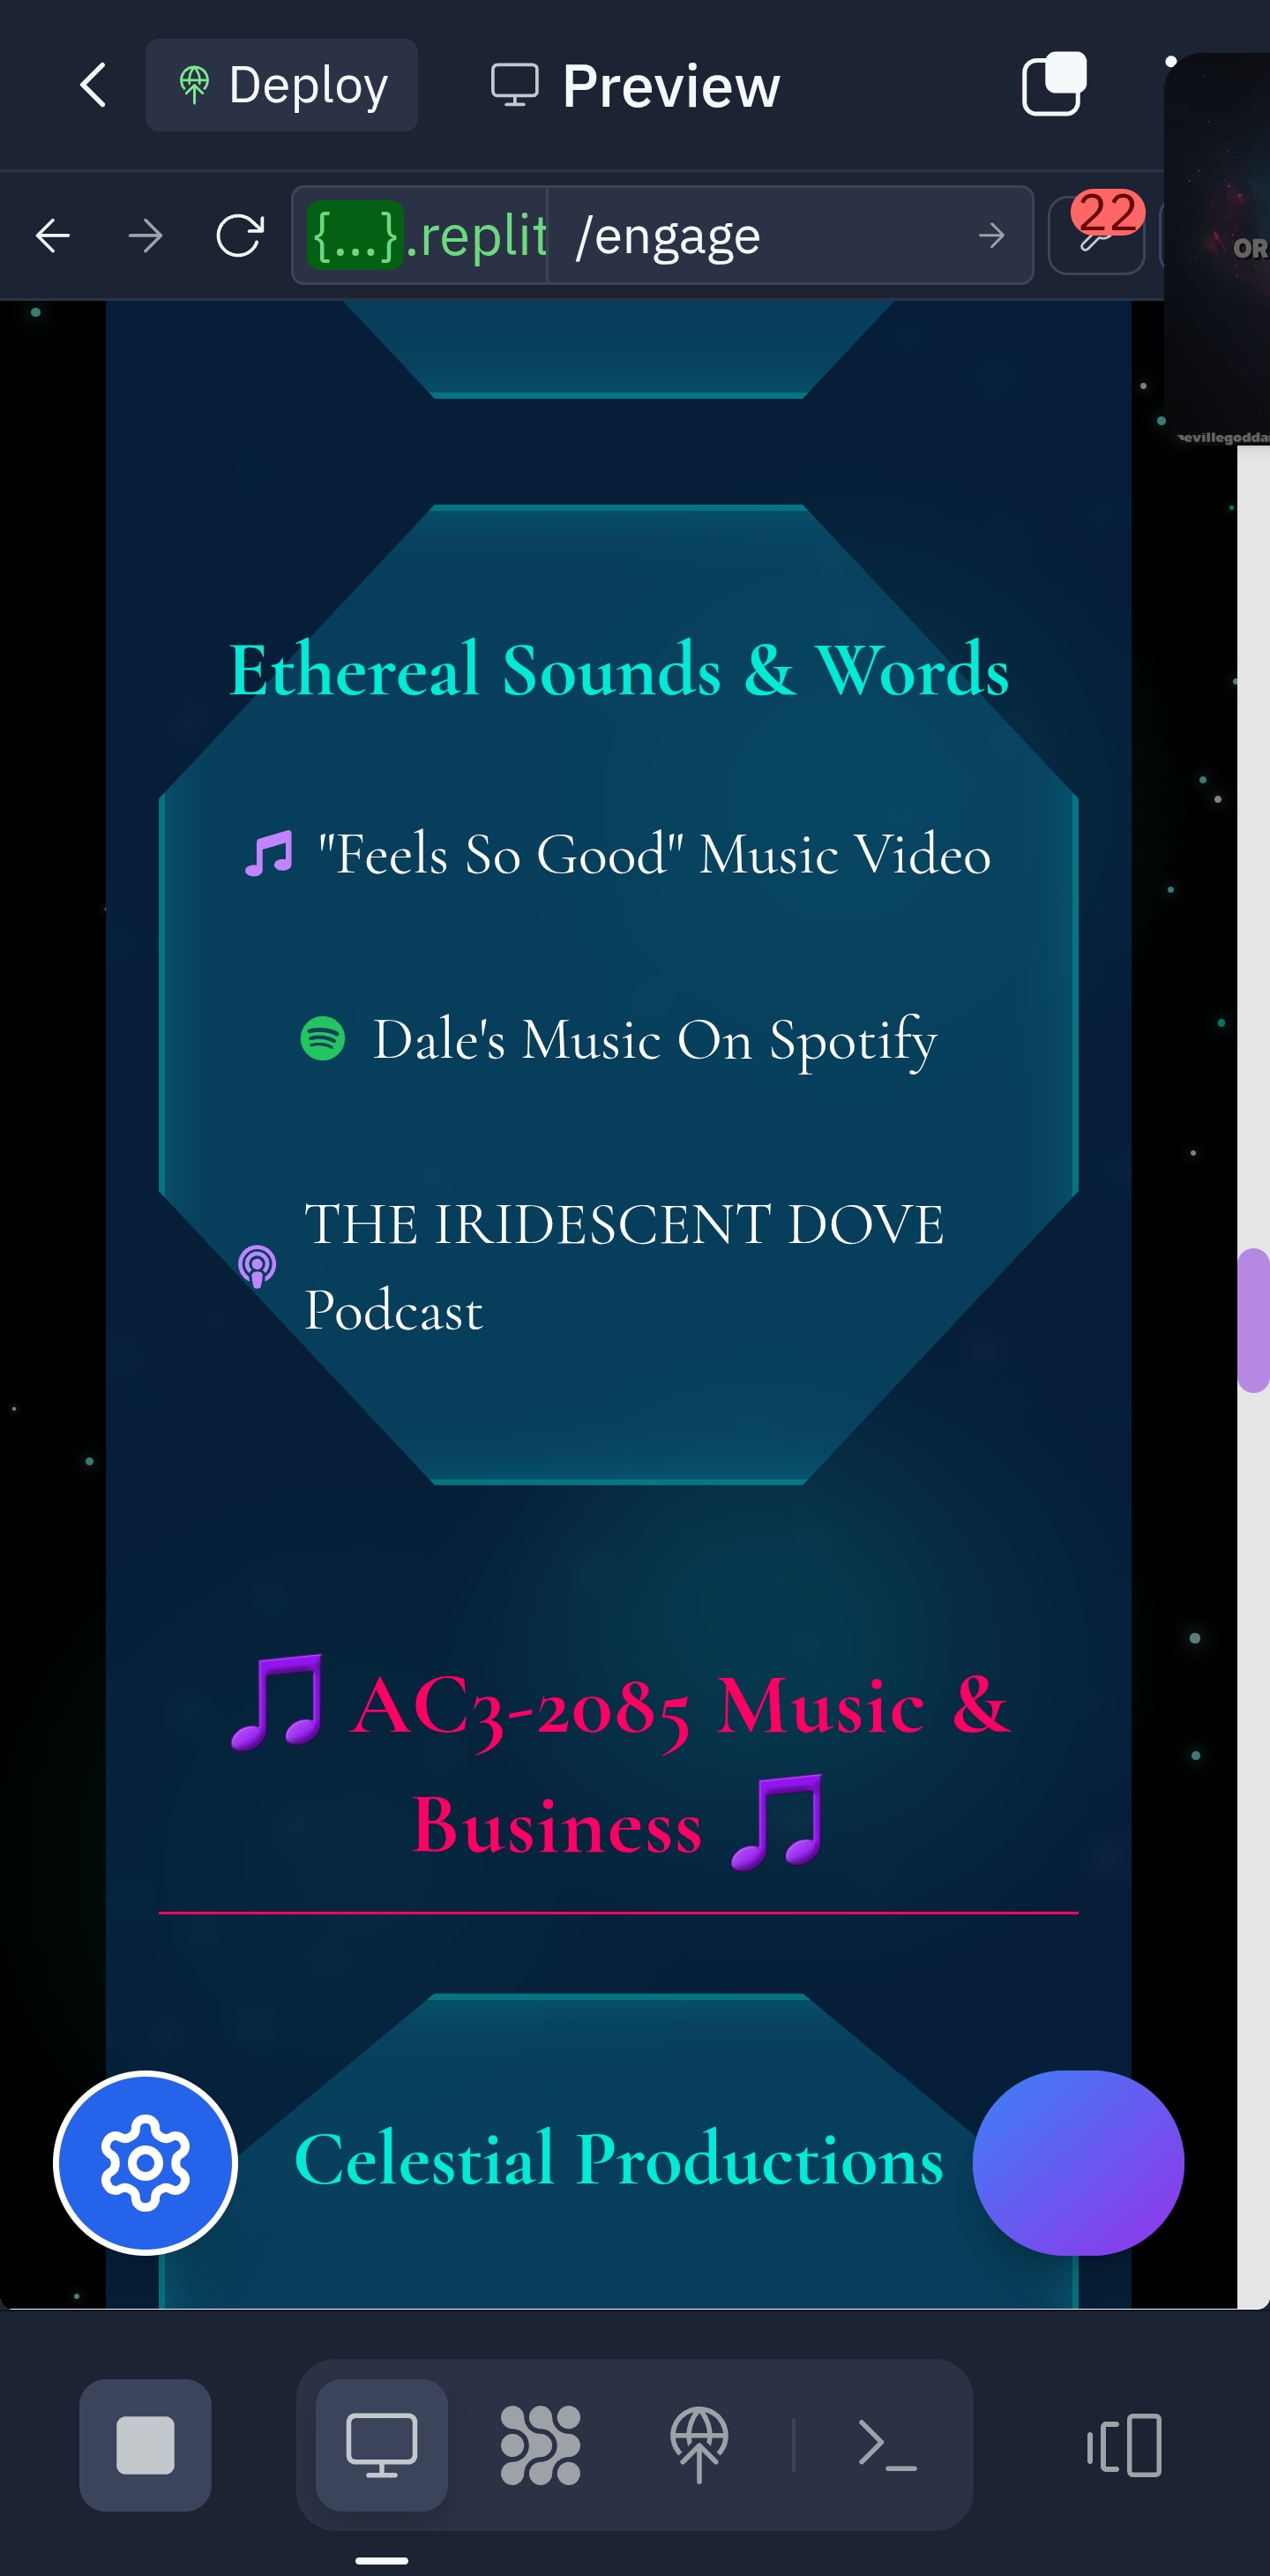 Deploy
Preview
{...}.replit
/engage
22
OR
evillegodda
Ethereal Sounds & Words
"Feels So Good" Music Video
Dale's Music On Spotify
THE IRIDESCENT DOVE
Podcast
AC3-2085 Music &
Business
Celestial Productions